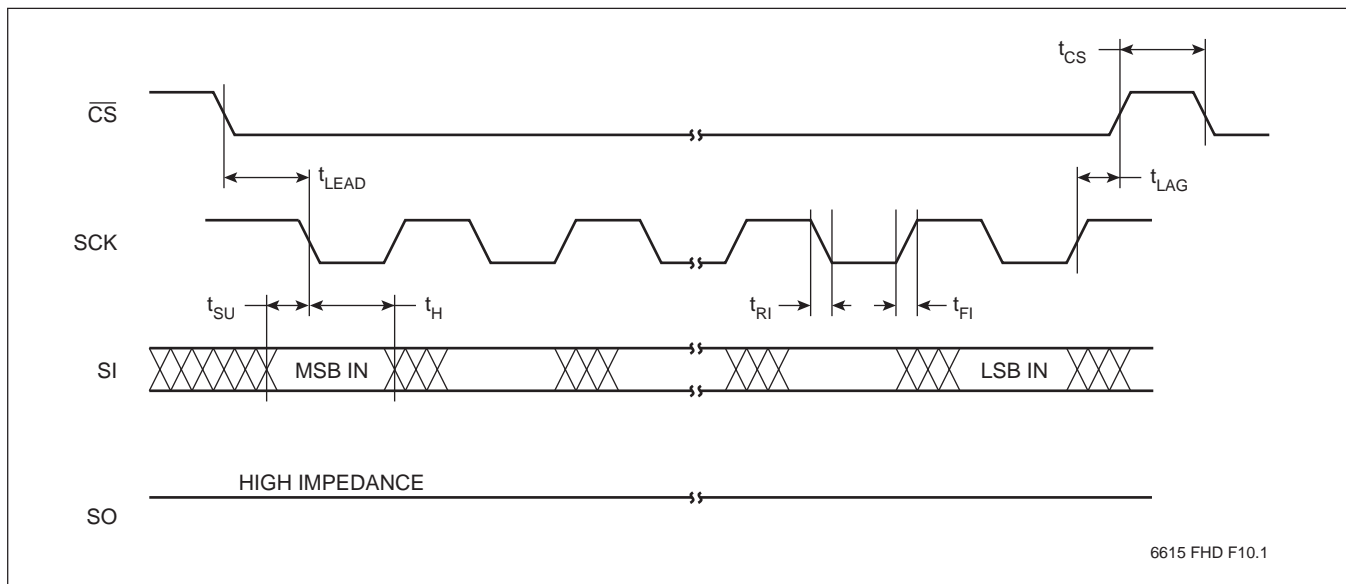 tCS
C̅S̅
tLEAD
tLAG
SCK
tSU
tH
tRI
tFI
SI
MSB IN
LSB IN
HIGH IMPEDANCE
SO
6615 FHD F10.1